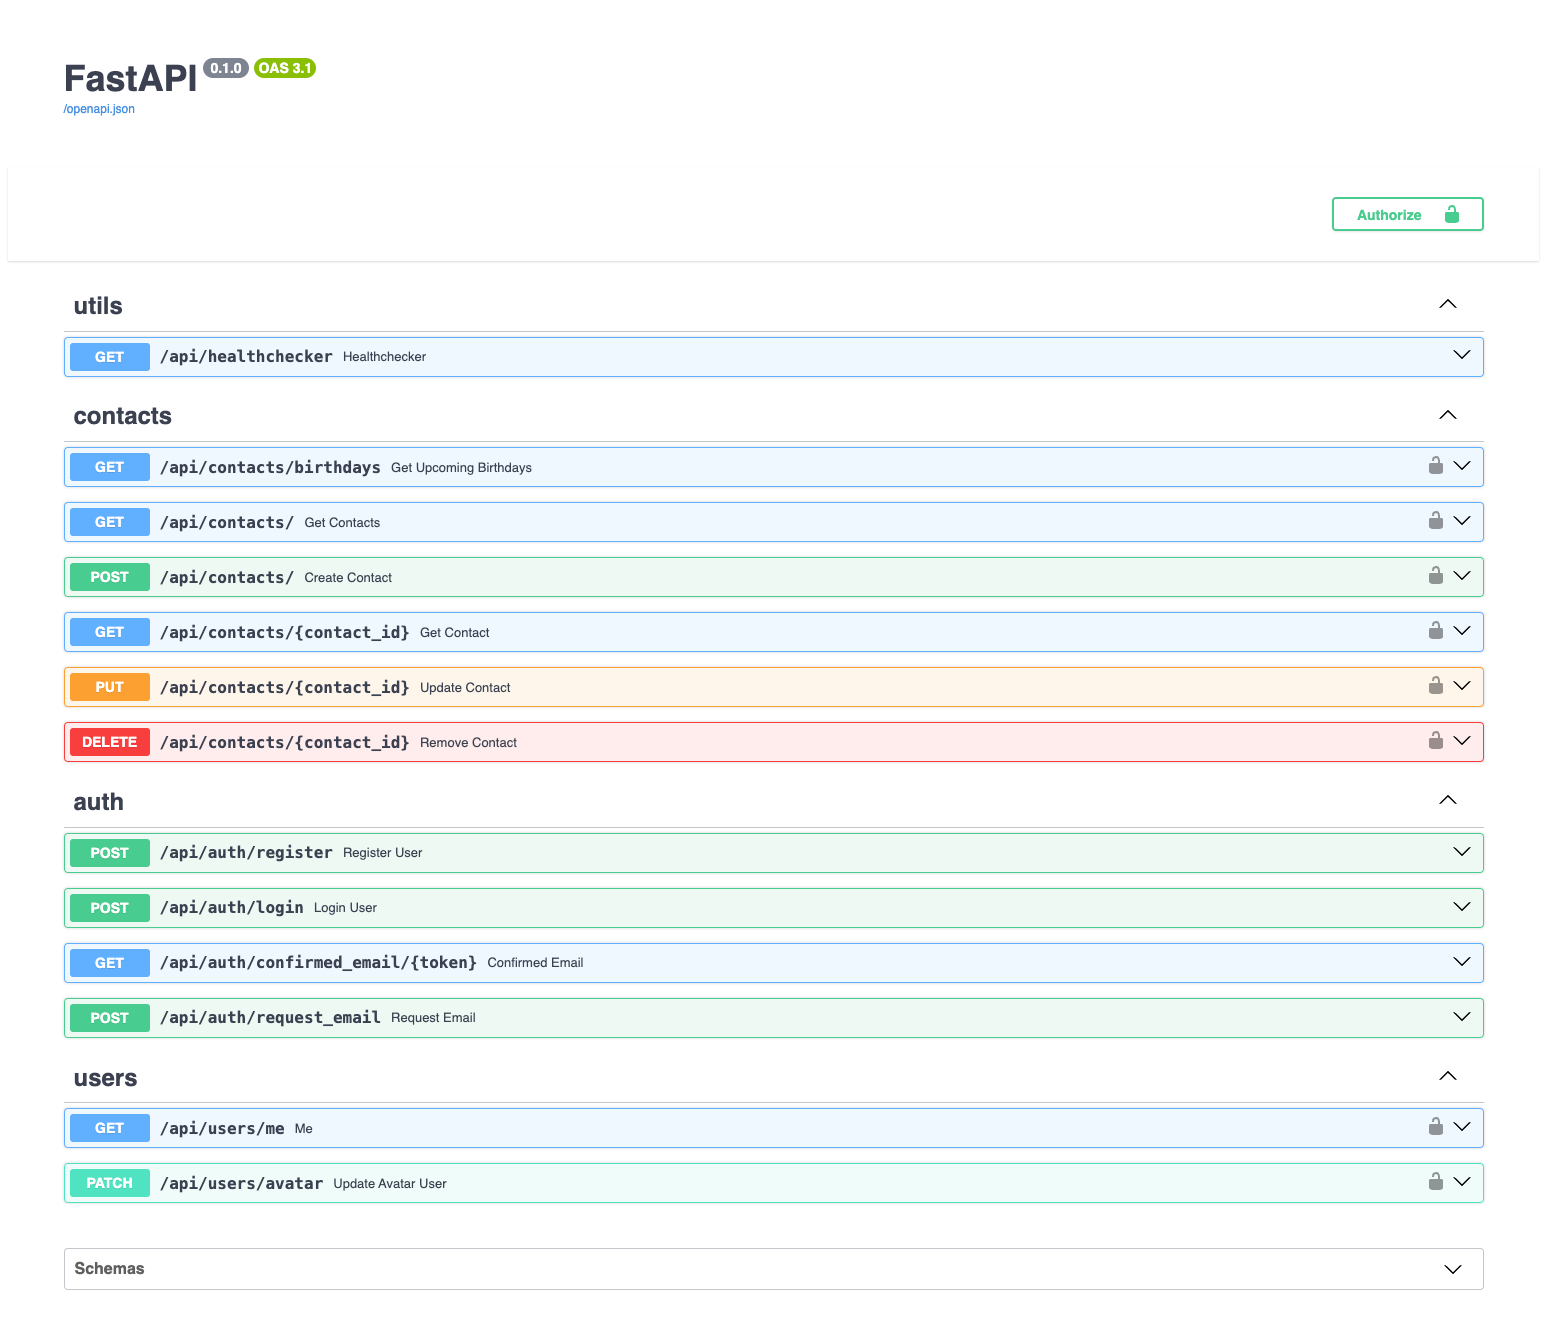 FastAPI 0.1.0 OAS 3.1
/openapi.json
Authorize
utils
GET /api/healthchecker Healthchecker
contacts
GET /api/contacts/birthdays Get Upcoming Birthdays
GET /api/contacts/ Get Contacts
POST /api/contacts/ Create Contact
GET /api/contacts/{contact_id} Get Contact
PUT /api/contacts/{contact_id} Update Contact
DELETE /api/contacts/{contact_id} Remove Contact
auth
POST /api/auth/register Register User
POST /api/auth/login Login User
GET /api/auth/confirmed_email/{token} Confirmed Email
POST /api/auth/request_email Request Email
users
GET /api/users/me Me
PATCH /api/users/avatar Update Avatar User
Schemas